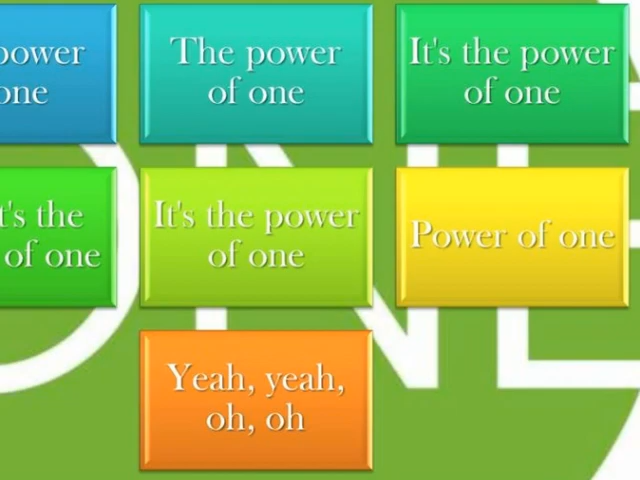 power
one
The power
of one
It's the power
of one
t's the
of one
It's the power
of one
Power of one
Yeah, yeah,
oh, oh
ONE